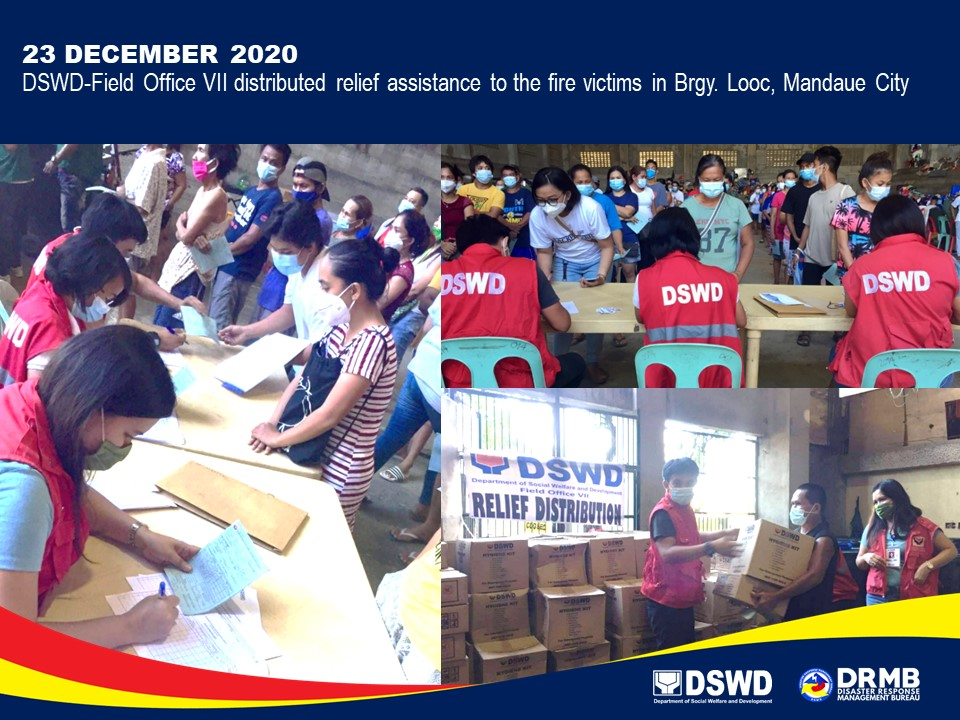 23 DECEMBER 2020
DSWD-Field Office VII distributed relief assistance to the fire victims in Brgy. Looc, Mandaue City
DSWD
DSWD
DSWD
DSWD
Department of Social Welfare and Development
Field Office VII
RELIEF DISTRIBUTION
DSWD
DSWD
DSWD
DSWD
Department of Social Welfare and Development
DRMB
DISASTER RESPONSE
MANAGEMENT BUREAU